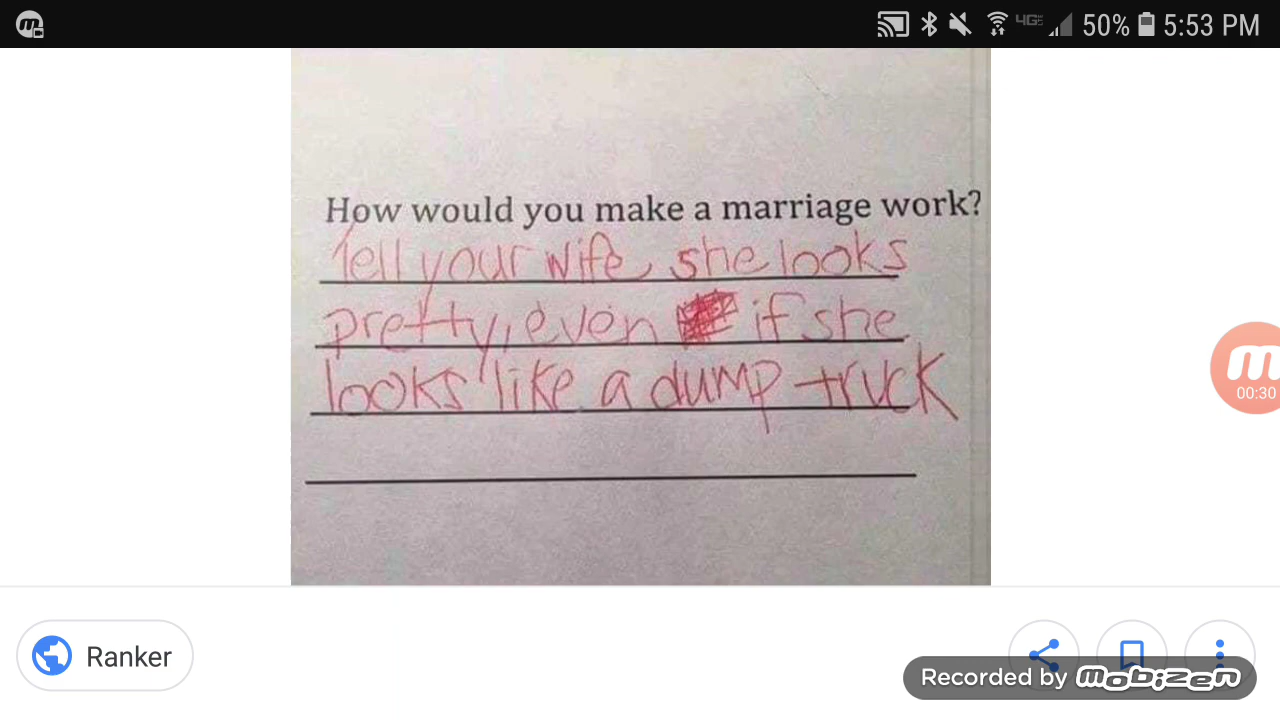 4GE 50% 5:53 PM
How would you make a marriage work?
Tell your wife she looks
pretty, even if she
looks like a dump truck
00:30
Ranker
Recorded by mobizen